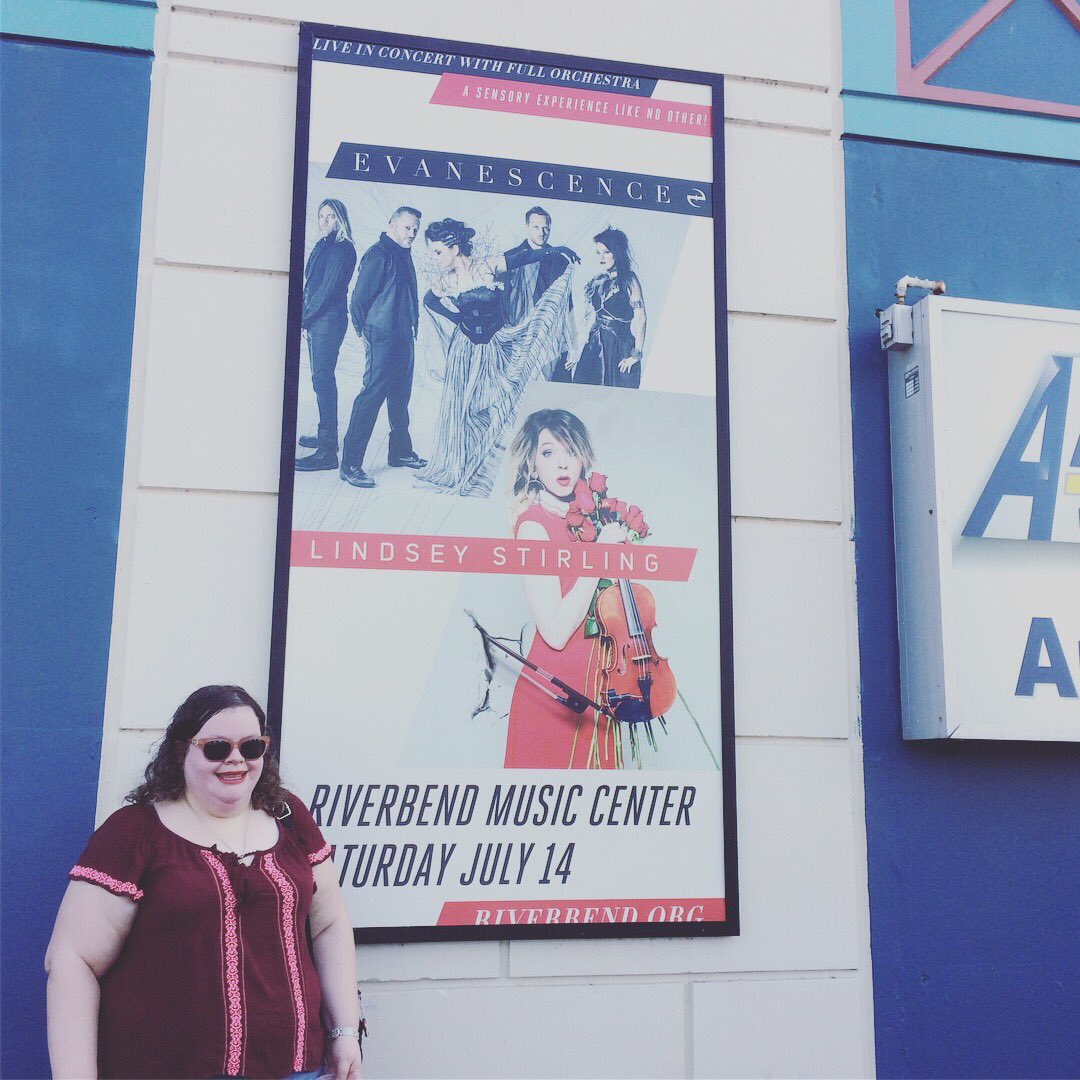 LIVE IN CONCERT WITH FULL ORCHESTRA
A SENSORY EXPERIENCE LIKE NO OTHER!
EVANESCENCE
LINDSEY STIRLING
RIVERBEND MUSIC CENTER
ATURDAY JULY 14
RIVERBEND.ORG
A
A